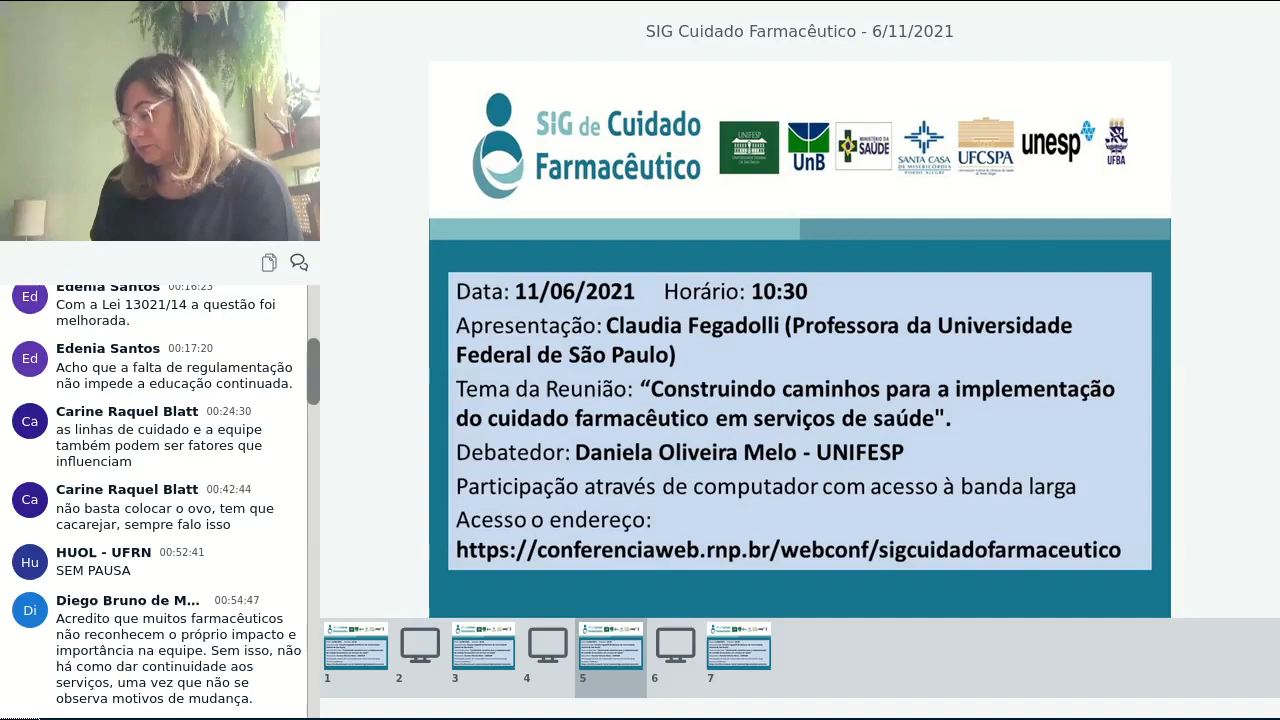 SIG Cuidado Farmacêutico - 6/11/2021
SIG de Cuidado
Farmacêutico
UNIFESP
UnB
MINISTÉRIO DA
SAÚDE
SANTA CASA
DE MISERICÓRDIA
PORTO ALEGRE
UFCSPA
unesp
UFBA
Data: 11/06/2021 Horário: 10:30
Apresentação: Claudia Fegadolli (Professora da Universidade
Federal de São Paulo)
Tema da Reunião: “Construindo caminhos para a implementação
do cuidado farmacêutico em serviços de saúde".
Debatedor: Daniela Oliveira Melo - UNIFESP
Participação através de computador com acesso à banda larga
Acesso o endereço:
https://conferenciaweb.rnp.br/webconf/sigcuidadofarmaceutico
Ed
Edenia Santos 00:16:23
Com a Lei 13021/14 a questão foi
melhorada.
Ed
Edenia Santos 00:17:20
Acho que a falta de regulamentação
não impede a educação continuada.
Ca
Carine Raquel Blatt 00:24:30
as linhas de cuidado e a equipe
também podem ser fatores que
influenciam
Ca
Carine Raquel Blatt 00:42:44
não basta colocar o ovo, tem que
cacarejar, sempre falo isso
Hu
HUOL - UFRN 00:52:41
SEM PAUSA
Di
Diego Bruno de M... 00:54:47
Acredito que muitos farmacêuticos
não reconhecem o próprio impacto e
importância na equipe. Sem isso, não
há como dar continuidade aos
serviços, uma vez que não se
observa motivos de mudança.
1 2 3 4 5 6 7